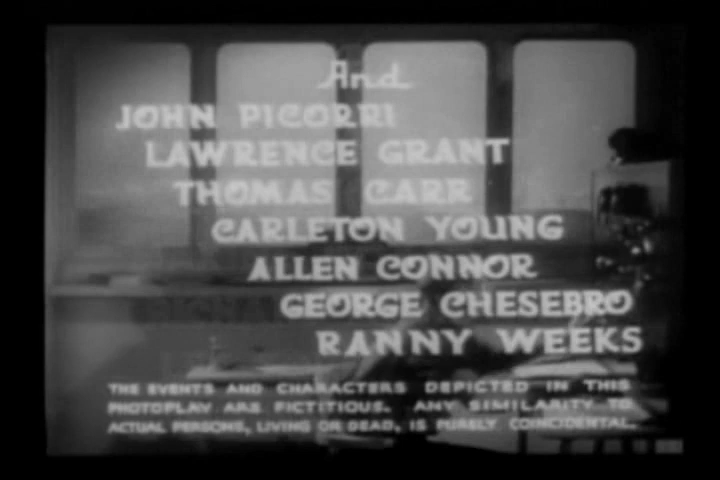 And
JOHN PICORRI
LAWRENCE GRANT
THOMAS CARR
CARLETON YOUNG
ALLEN CONNOR
GEORGE CHESEBRO
RANNY WEEKS
THE EVENTS AND CHARACTERS DEPICTED IN THIS
PHOTOPLAY ARE FICTITIOUS. ANY SIMILARITY TO
ACTUAL PERSONS, LIVING OR DEAD, IS PURELY COINCIDENTAL.